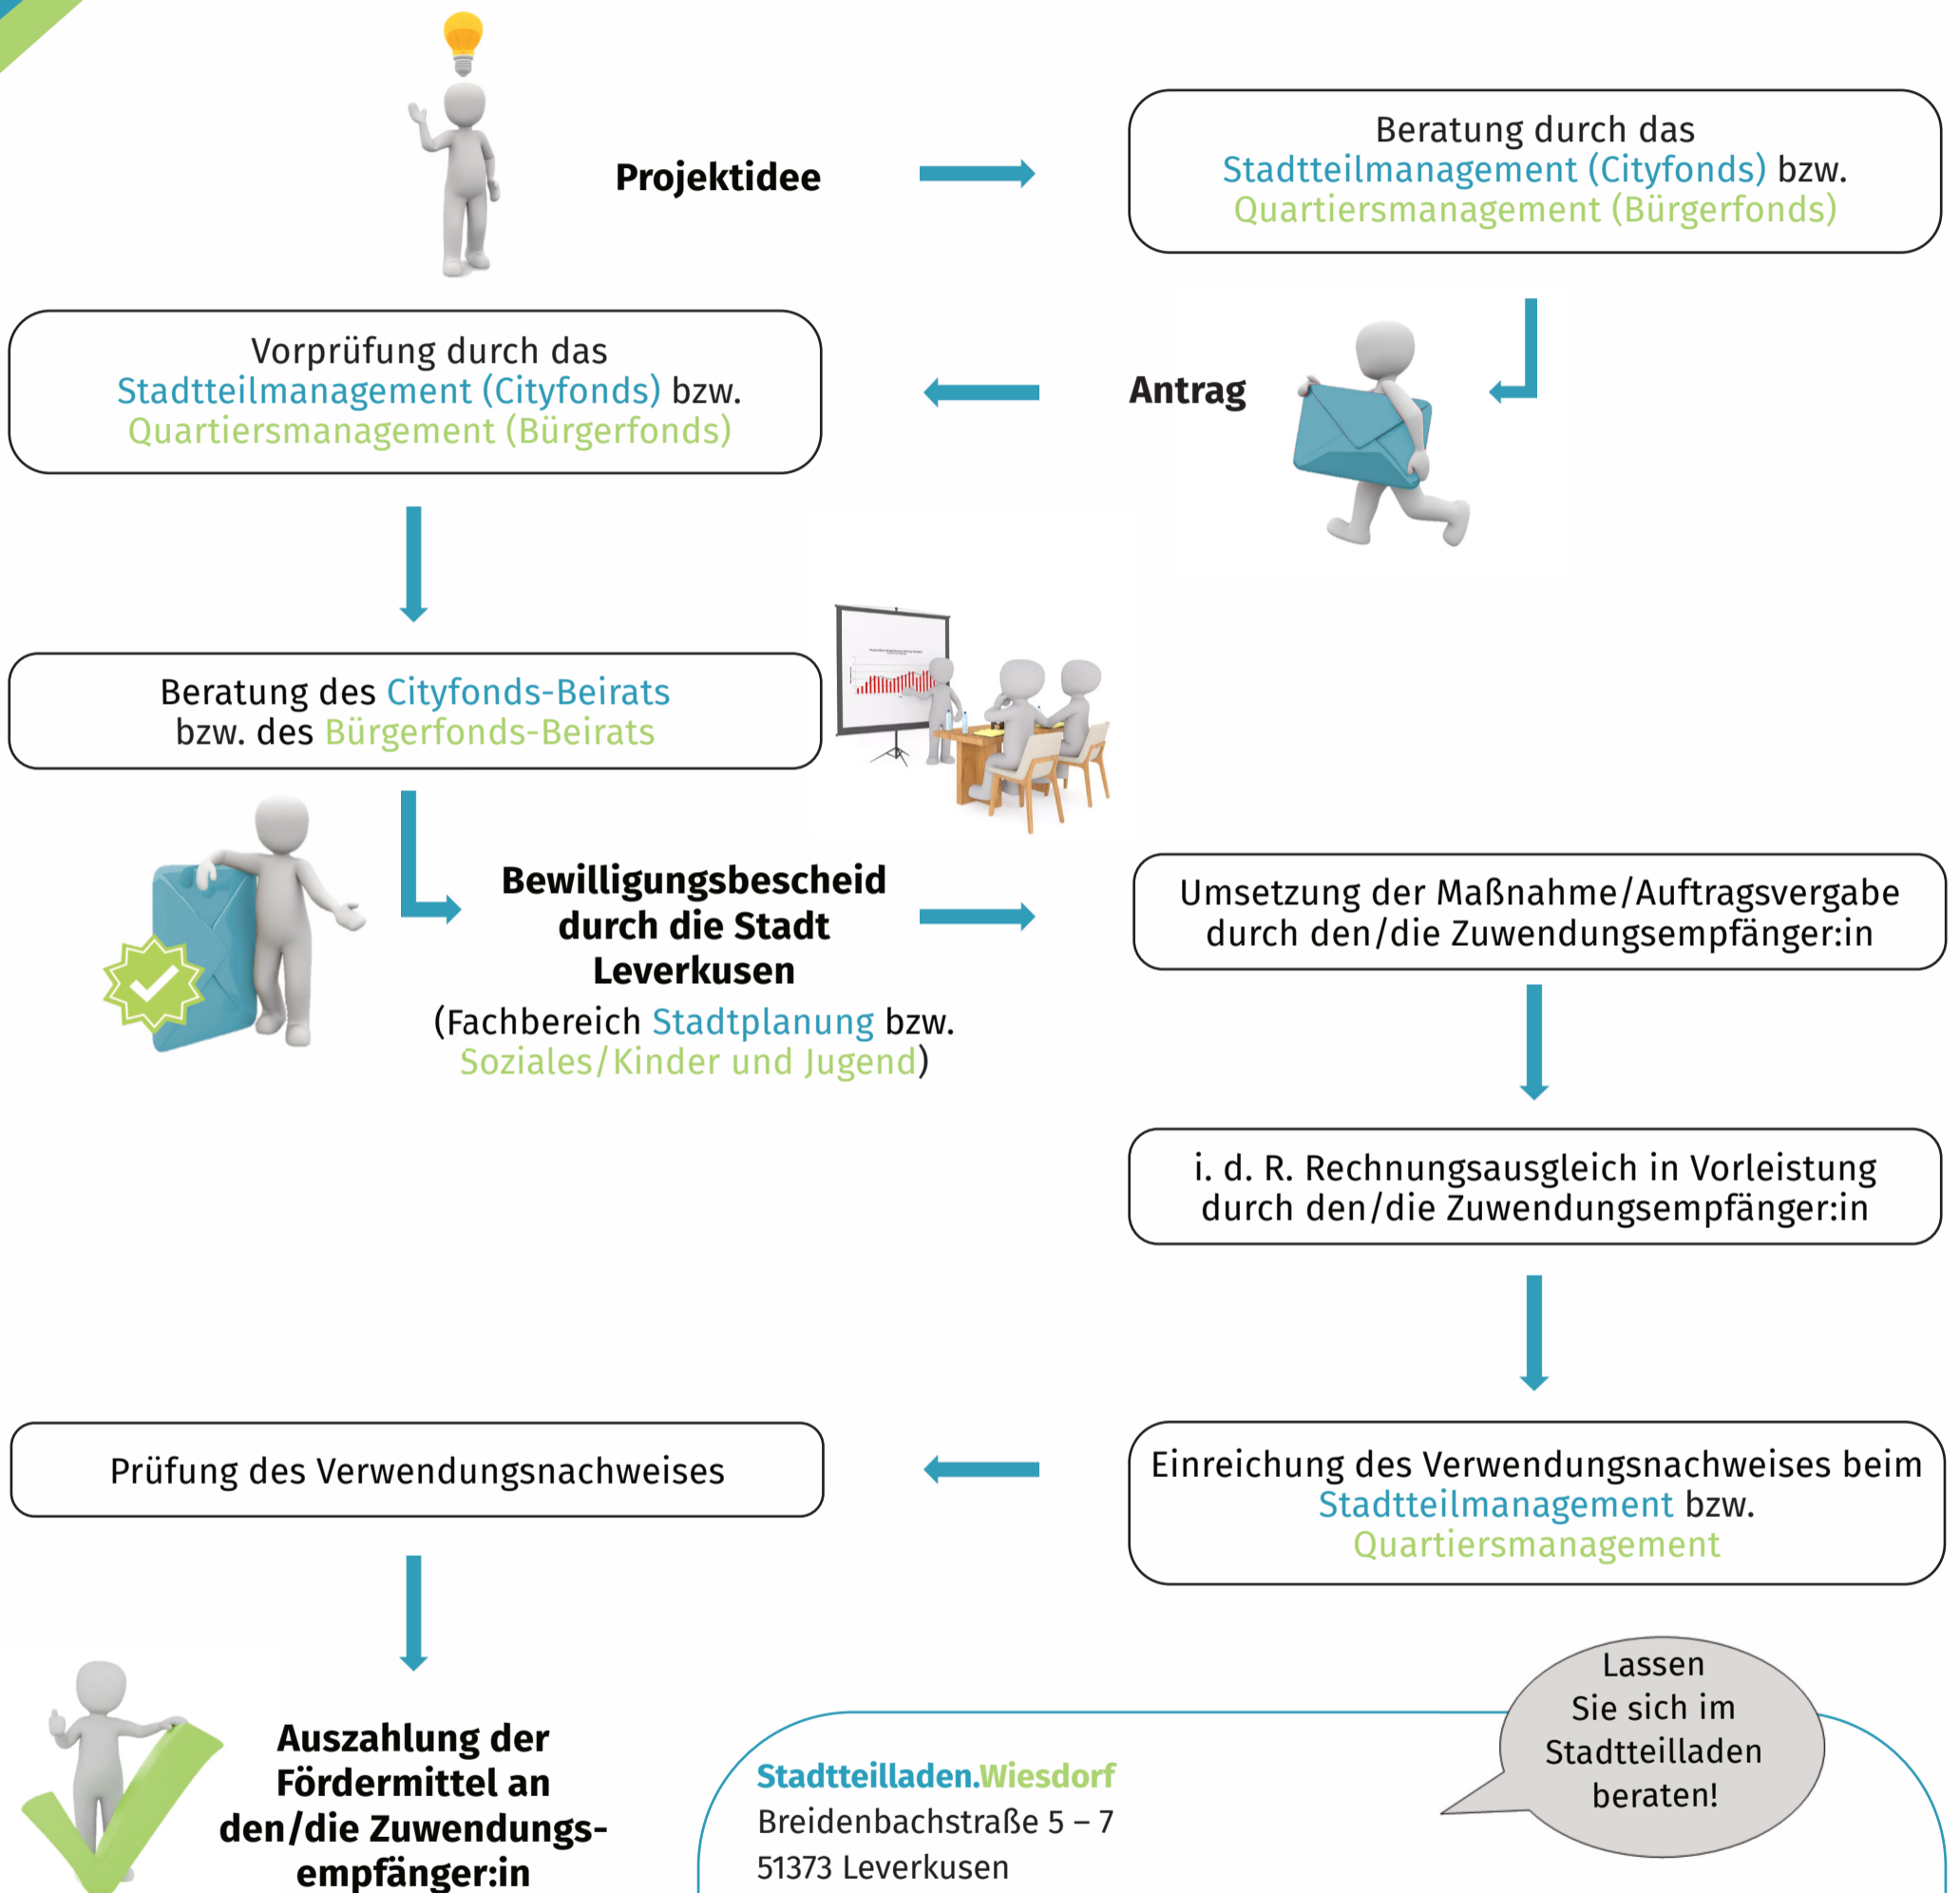 Projektidee
Beratung durch das
Stadtteilmanagement (Cityfonds) bzw.
Quartiersmanagement (Bürgerfonds)
Antrag
Vorprüfung durch das
Stadtteilmanagement (Cityfonds) bzw.
Quartiersmanagement (Bürgerfonds)
Beratung des Cityfonds-Beirats
bzw. des Bürgerfonds-Beirats
Bewilligungsbescheid
durch die Stadt
Leverkusen
(Fachbereich Stadtplanung bzw.
Soziales/Kinder und Jugend)
Umsetzung der Maßnahme/Auftragsvergabe
durch den/die Zuwendungsempfänger:in
i. d. R. Rechnungsausgleich in Vorleistung
durch den/die Zuwendungsempfänger:in
Einreichung des Verwendungsnachweises beim
Stadtteilmanagement bzw.
Quartiersmanagement
Prüfung des Verwendungsnachweises
Auszahlung der
Fördermittel an
den/die Zuwendungs-
empfänger:in
Stadtteilladen.Wiesdorf
Breidenbachstraße 5 – 7
51373 Leverkusen
Lassen
Sie sich im
Stadtteilladen
beraten!